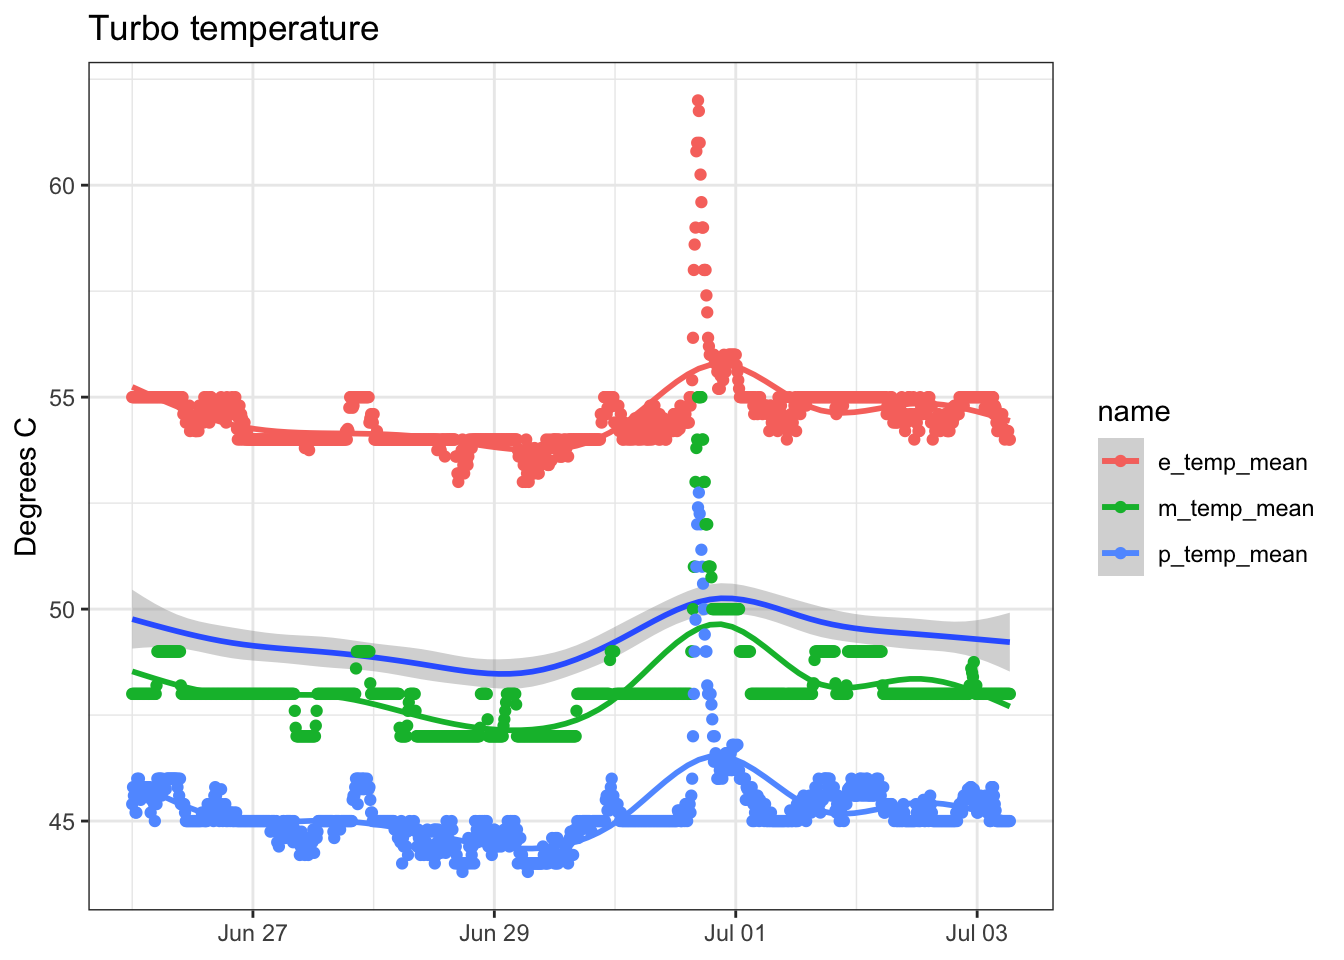 Turbo temperature
Degrees C
60
55
50
45
Jun 27
Jun 29
Jul 01
Jul 03
name
e_temp_mean
m_temp_mean
p_temp_mean